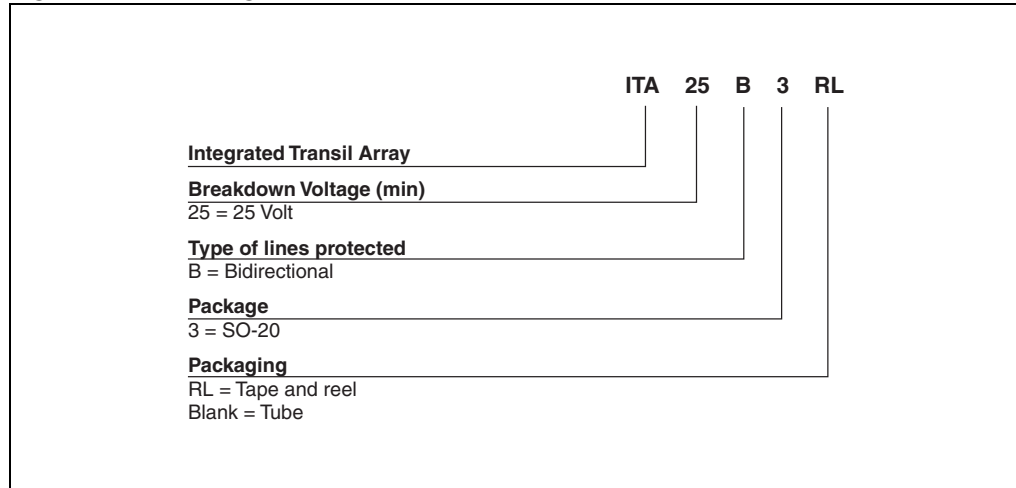 ITA 25 B 3 RL
Integrated Transil Array
Breakdown Voltage (min)
25 = 25 Volt
Type of lines protected
B = Bidirectional
Package
3 = SO-20
Packaging
RL = Tape and reel
Blank = Tube